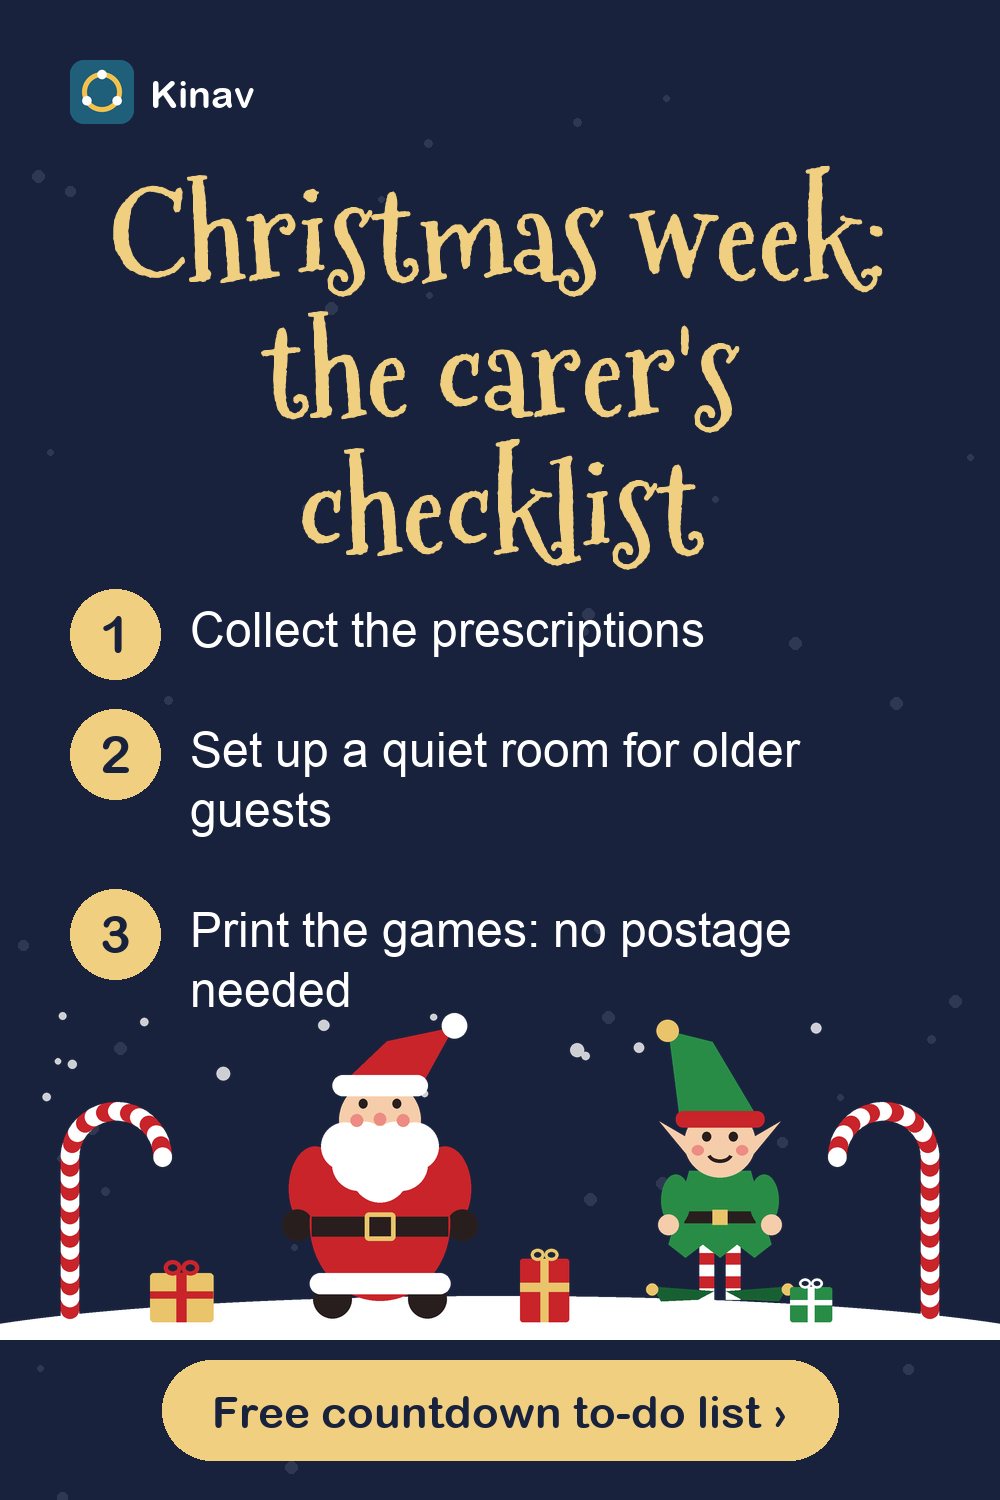 Kinav
Christmas week:
the carer's
checklist
1 Collect the prescriptions
2 Set up a quiet room for older
guests
3 Print the games: no postage
needed
Free countdown to-do list ›